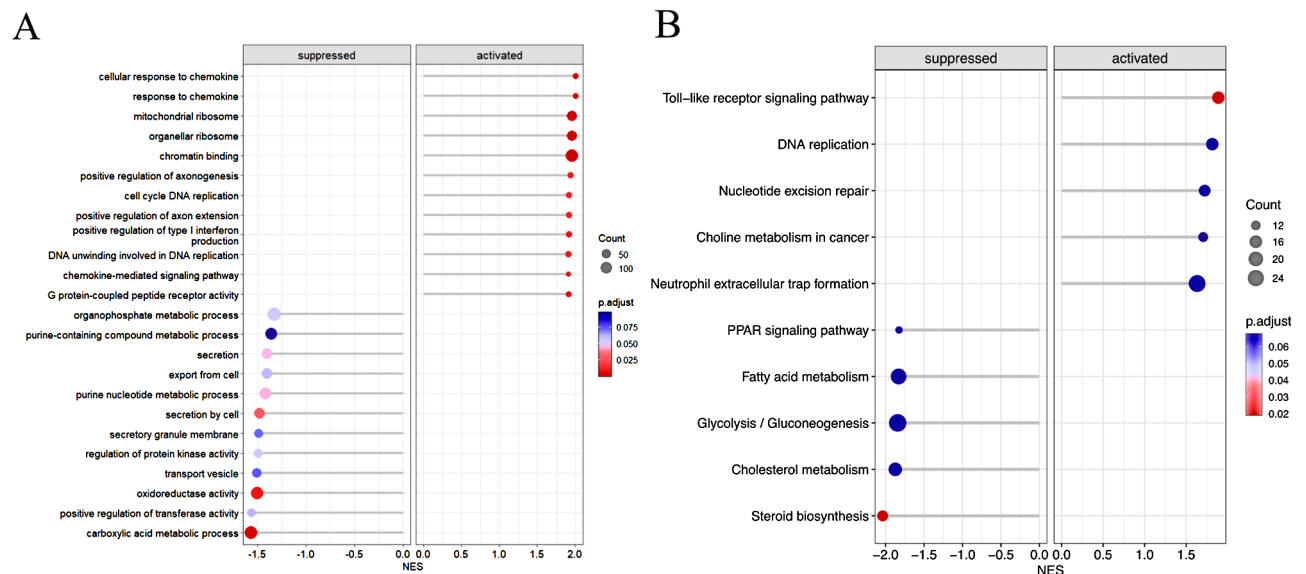 A
suppressed
activated
cellular response to chemokine
response to chemokine
mitochondrial ribosome
organellar ribosome
chromatin binding
positive regulation of axonogenesis
cell cycle DNA replication
positive regulation of axon extension
positive regulation of type I interferon
production
DNA unwinding involved in DNA replication
chemokine-mediated signaling pathway
G protein-coupled peptide receptor activity
organophosphate metabolic process
purine-containing compound metabolic process
secretion
export from cell
purine nucleotide metabolic process
secretion by cell
secretory granule membrane
regulation of protein kinase activity
transport vesicle
oxidoreductase activity
positive regulation of transferase activity
carboxylic acid metabolic process
-1.5 -1.0 -0.5 0.0 0.0 0.5 1.0 1.5 2.0
NES
Count
50
100
p.adjust
0.075
0.050
0.025
B
suppressed
activated
Toll−like receptor signaling pathway
DNA replication
Nucleotide excision repair
Choline metabolism in cancer
Neutrophil extracellular trap formation
PPAR signaling pathway
Fatty acid metabolism
Glycolysis / Gluconeogenesis
Cholesterol metabolism
Steroid biosynthesis
−2.0 −1.5 −1.0 −0.5 0.0 0.0 0.5 1.0 1.5
NES
Count
12
16
20
24
p.adjust
0.06
0.05
0.04
0.03
0.02